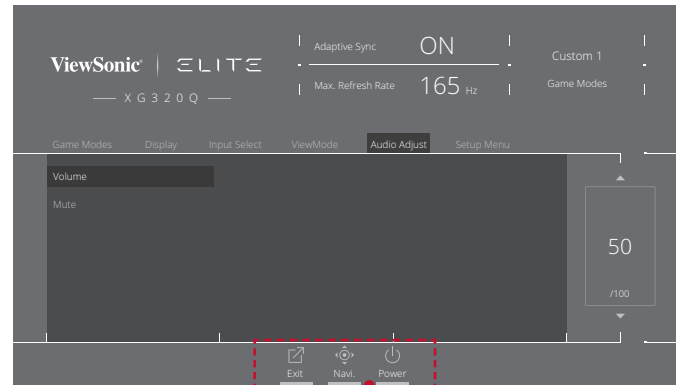 Adaptive Sync ON
Custom 1
ViewSonic ELITE
Max. Refresh Rate 165 Hz
Game Modes
XG320Q
Game Modes Display Input Select ViewMode Audio Adjust Setup Menu
Volume
Mute
50
/100
Exit Navi. Power